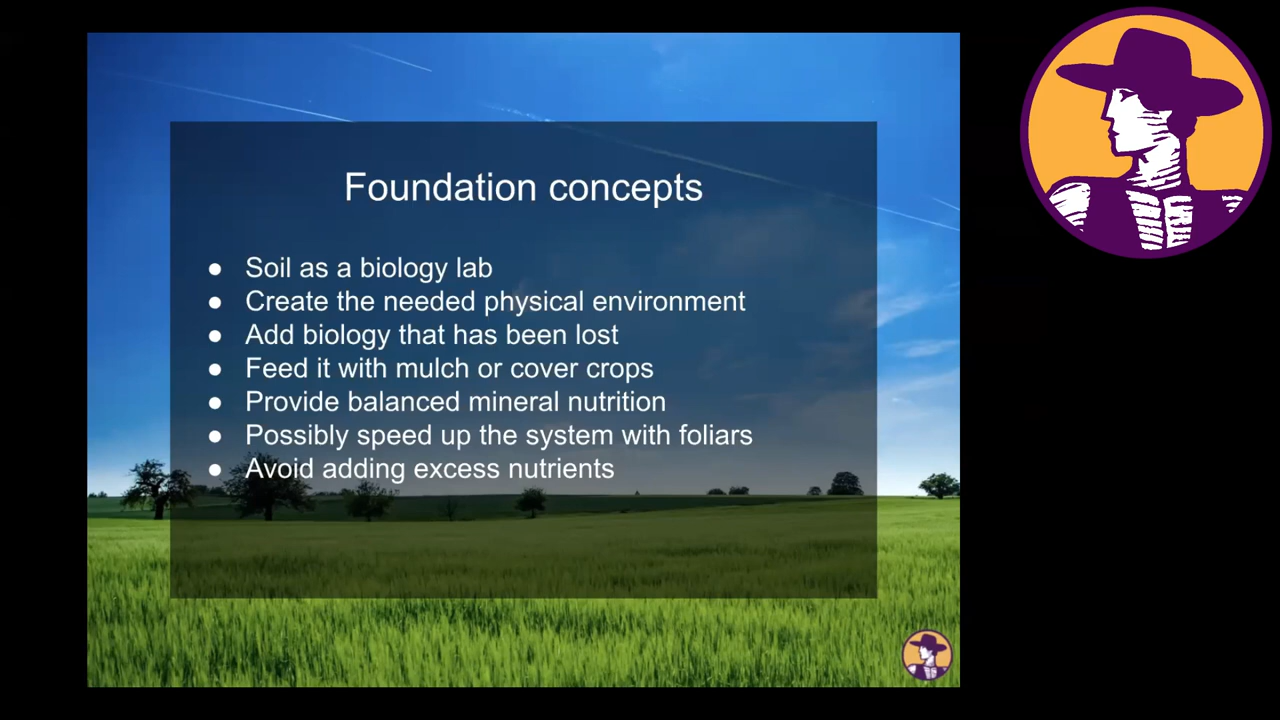 Foundation concepts
● Soil as a biology lab
● Create the needed physical environment
● Add biology that has been lost
● Feed it with mulch or cover crops
● Provide balanced mineral nutrition
● Possibly speed up the system with foliars
● Avoid adding excess nutrients